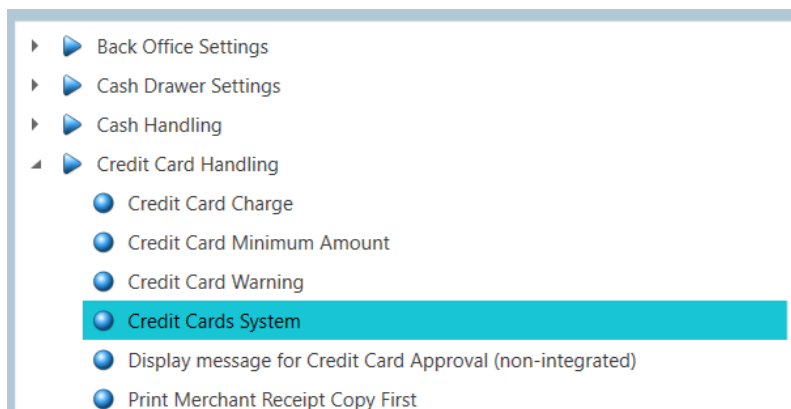 Back Office Settings
Cash Drawer Settings
Cash Handling
Credit Card Handling
Credit Card Charge
Credit Card Minimum Amount
Credit Card Warning
Credit Cards System
Display message for Credit Card Approval (non-integrated)
Print Merchant Receipt Copy First